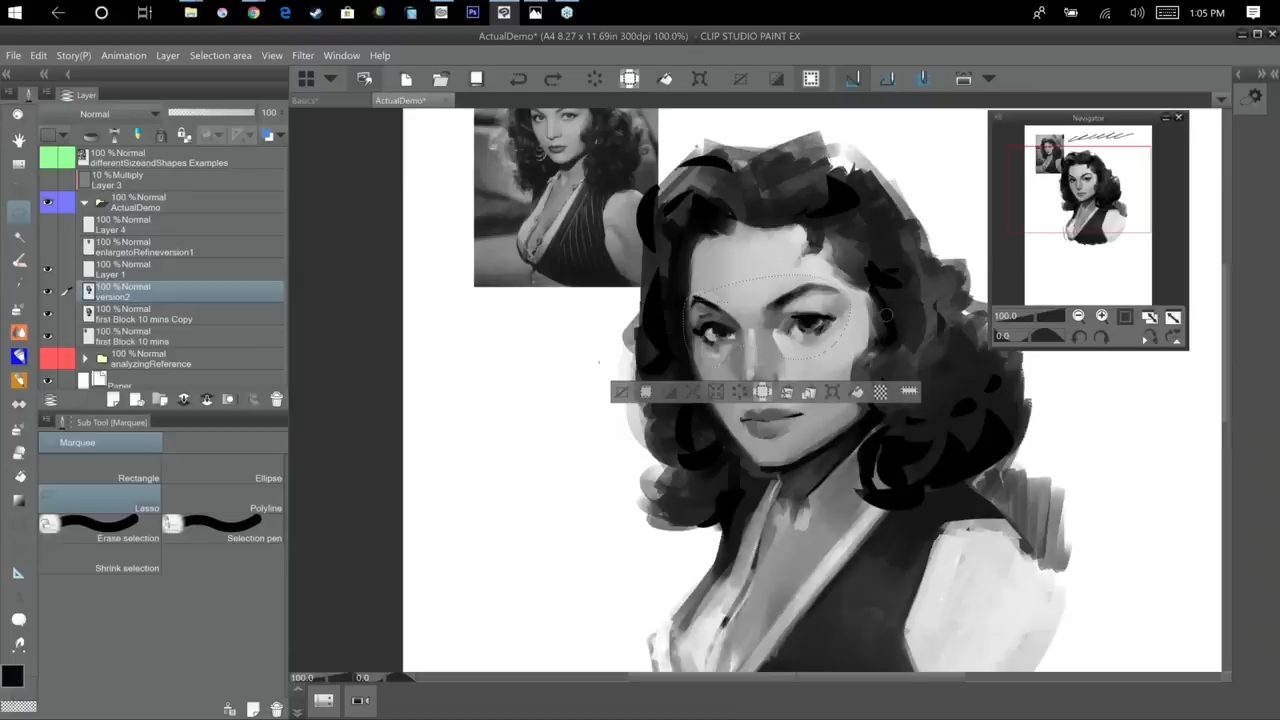 1:05 PM
ActualDemo* (A4 8.27 x 11.69in 300dpi 100.0%) - CLIP STUDIO PAINT EX
File Edit Story(P) Animation Layer Selection area View Filter Window Help
Layer
Basics*
ActualDemo*
Normal
100
Navigator
100 %Normal
differentSizeandShapes Examples
10 %Multiply
Layer 3
100 %Normal
ActualDemo
100 %Normal
Layer 4
100 %Normal
enlargetoRefineversion1
100 %Normal
Layer 1
100 %Normal
version2
100 %Normal
first Block 10 mins Copy
100 %Normal
first Block 10 mins
100 %Normal
analyzingReference
Paper
100.0
0.0
Sub Tool [Marquee]
Marquee
Rectangle
Ellipse
Lasso
Polyline
Erase selection
Selection pen
Shrink selection
100.0
0.0